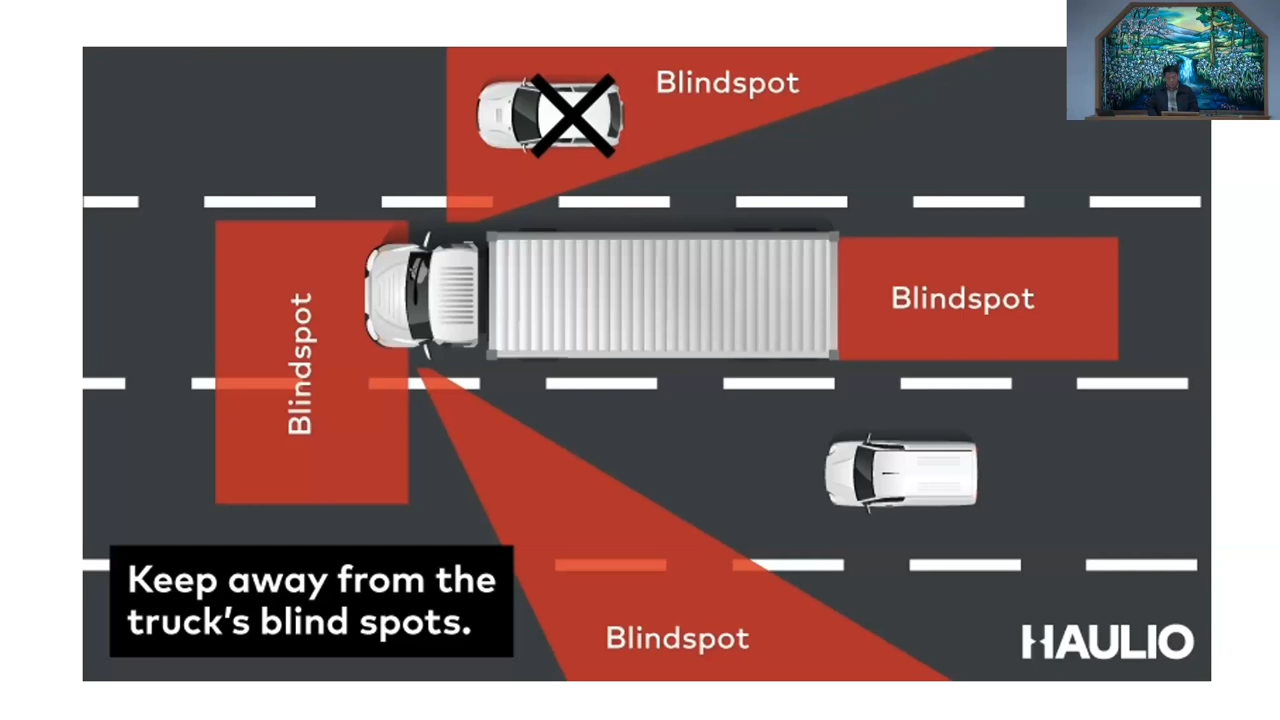 Blindspot
Blindspot
Blindspot
Keep away from the
truck's blind spots.
Blindspot
HAULIO